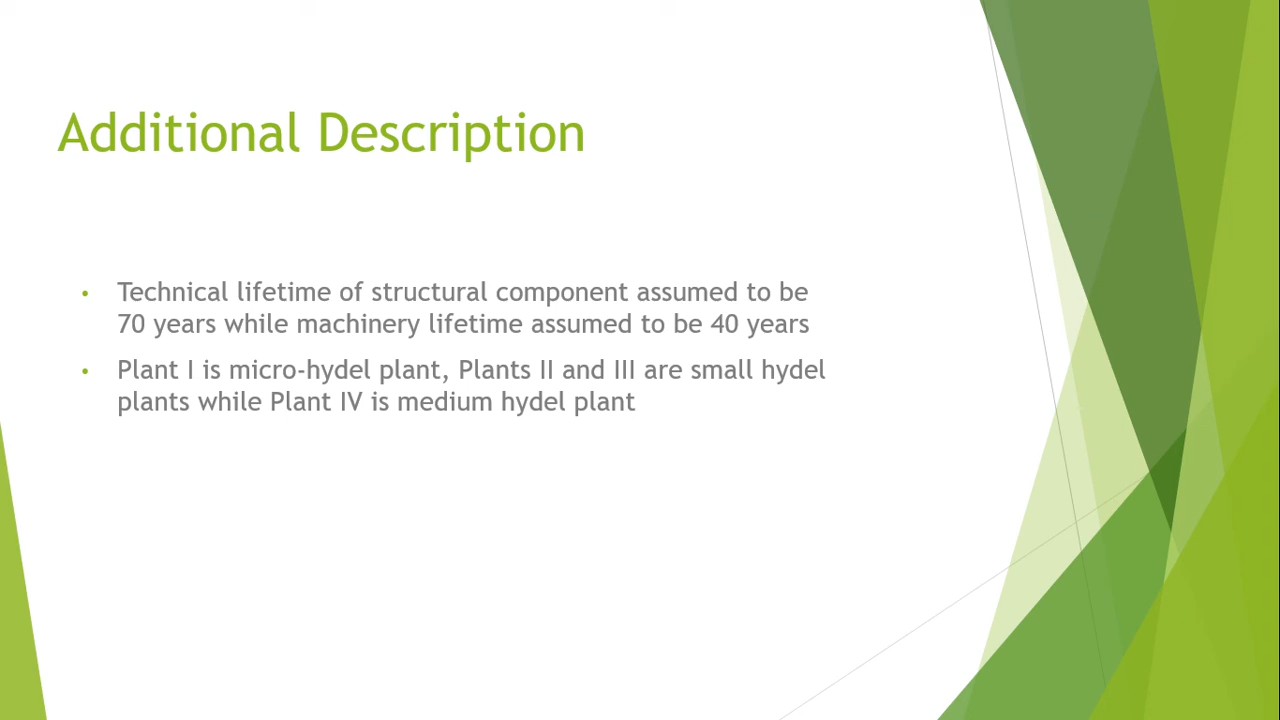 Additional Description
• Technical lifetime of structural component assumed to be
70 years while machinery lifetime assumed to be 40 years
• Plant I is micro-hydel plant, Plants II and III are small hydel
plants while Plant IV is medium hydel plant